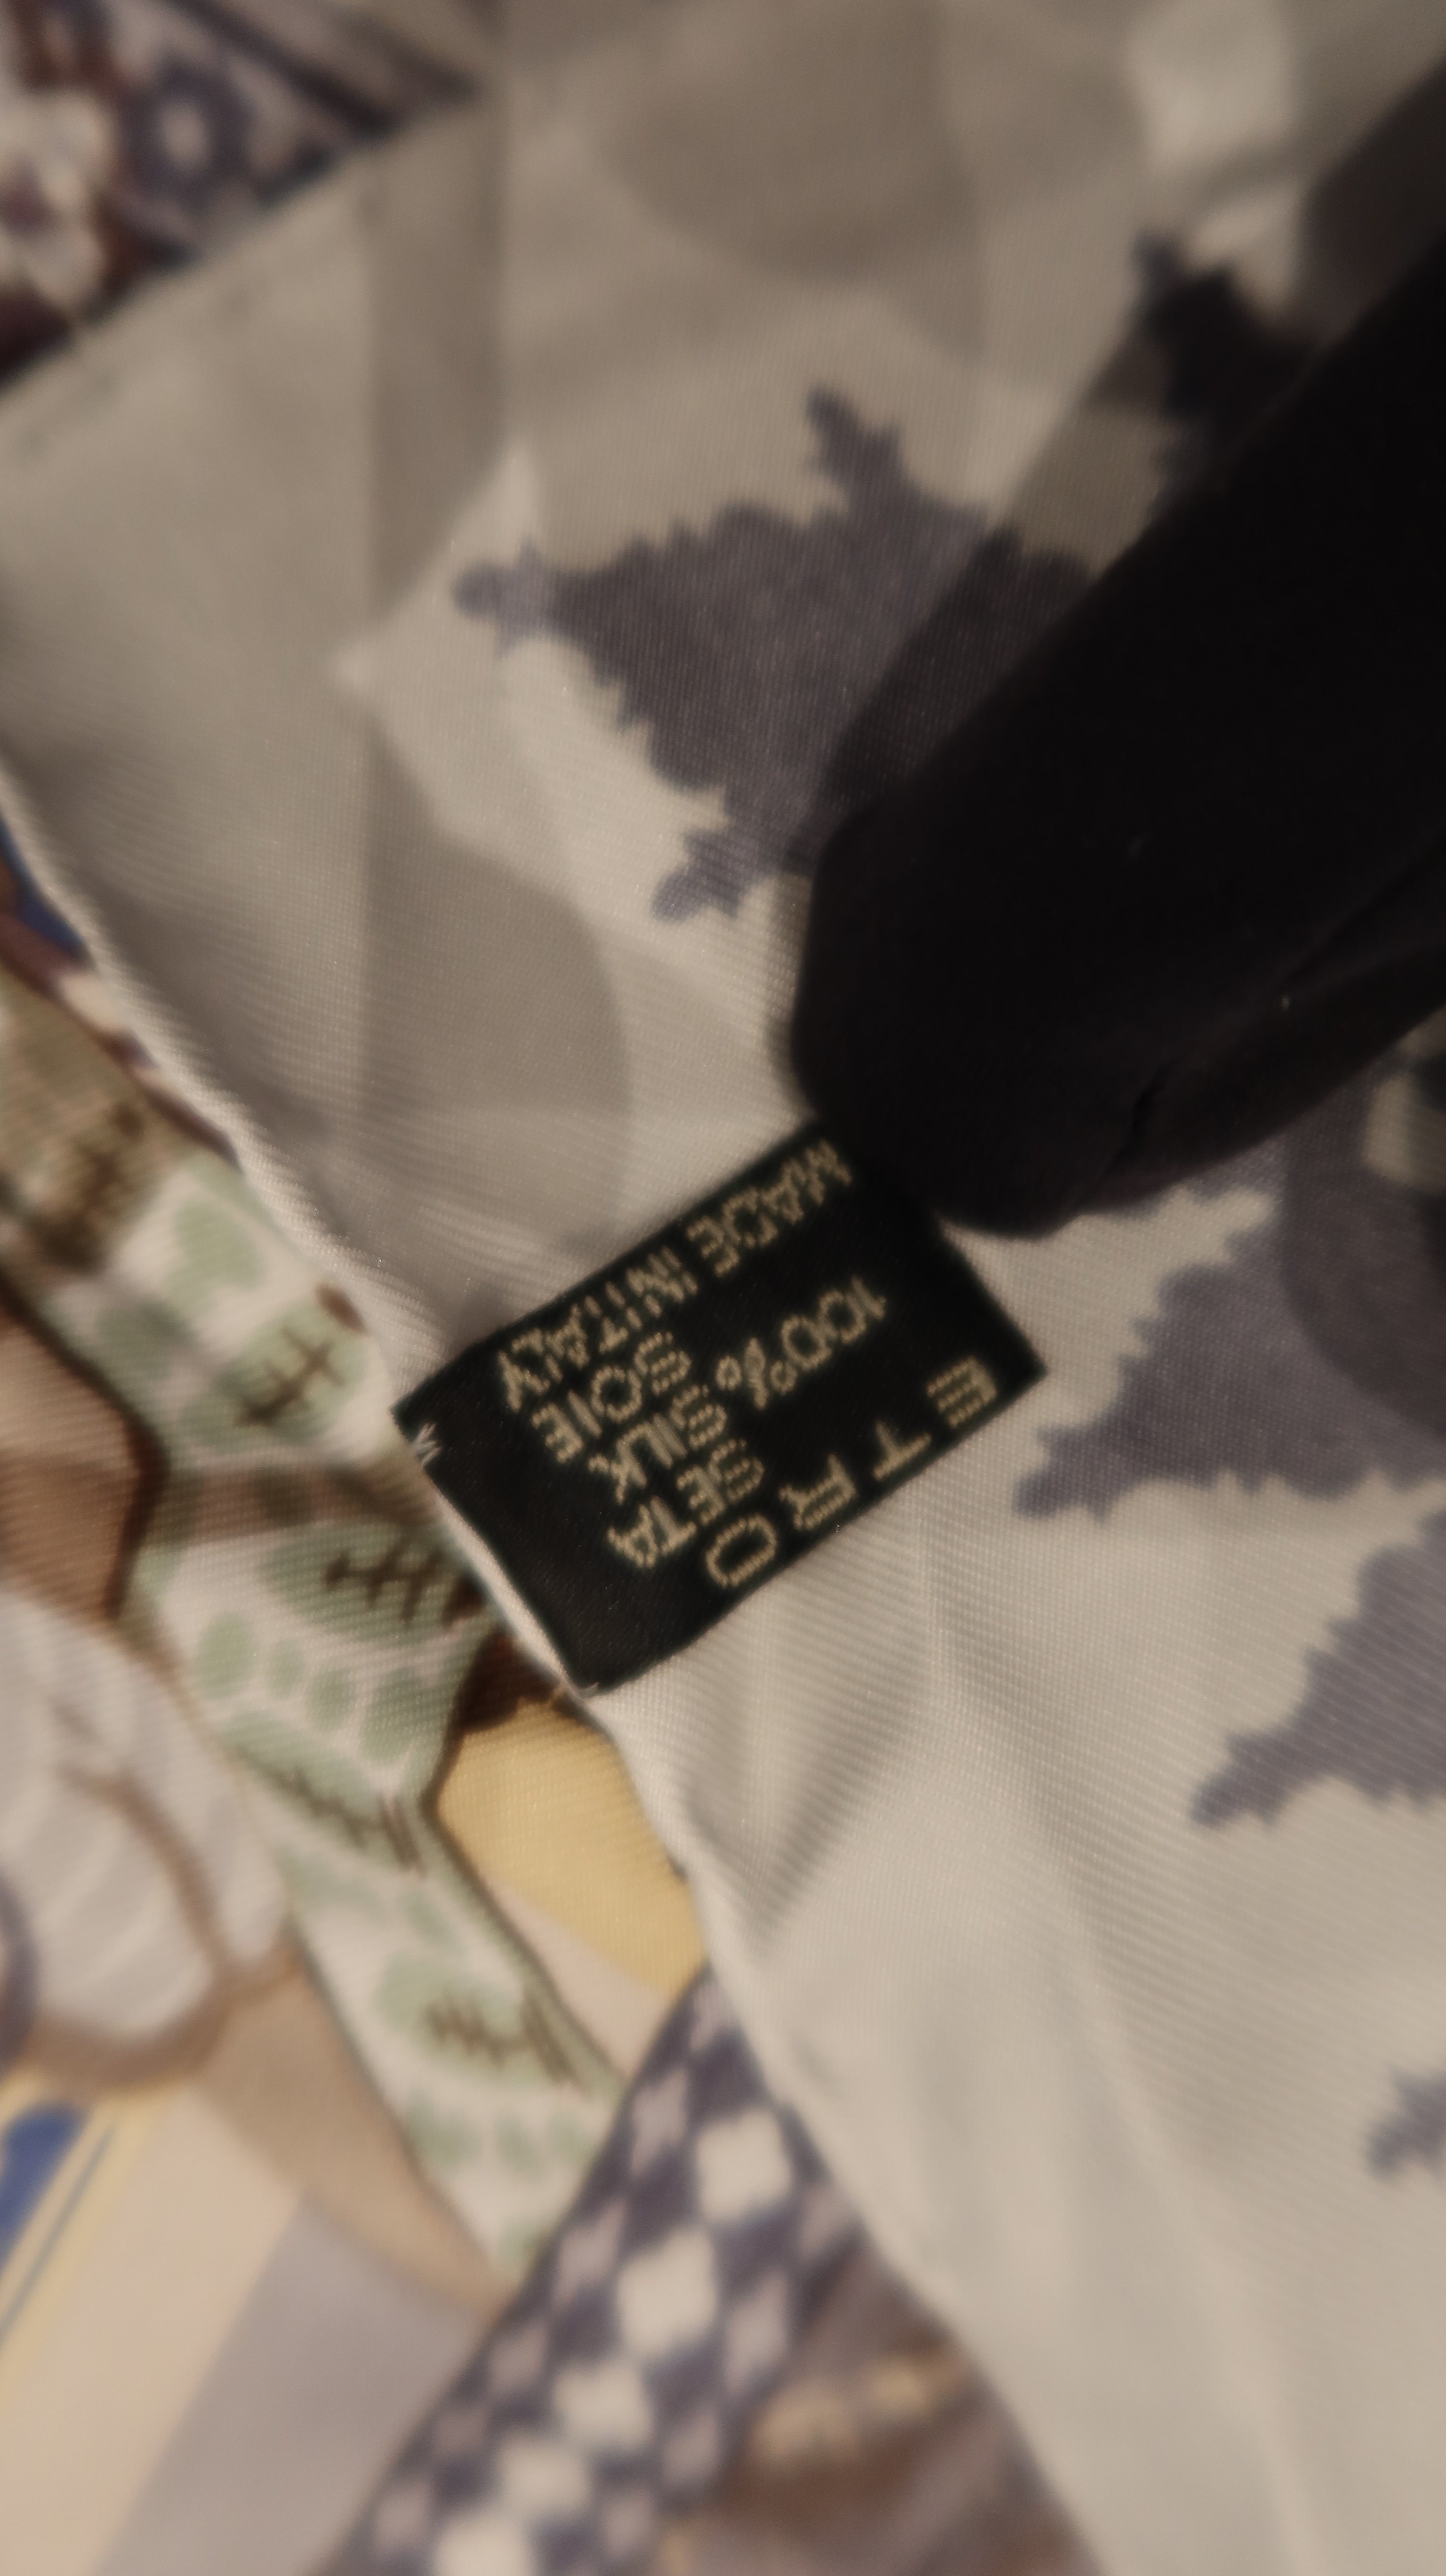 ETRO
100% SETA
SILK
SOIE
MADE IN ITALY